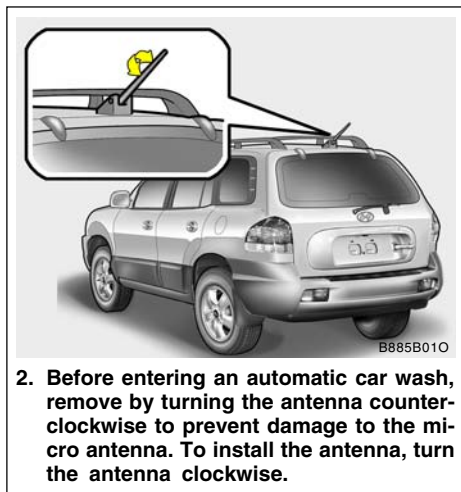 B885B01O
2. Before entering an automatic car wash,
remove by turning the antenna counter-
clockwise to prevent damage to the mi-
cro antenna. To install the antenna, turn
the antenna clockwise.